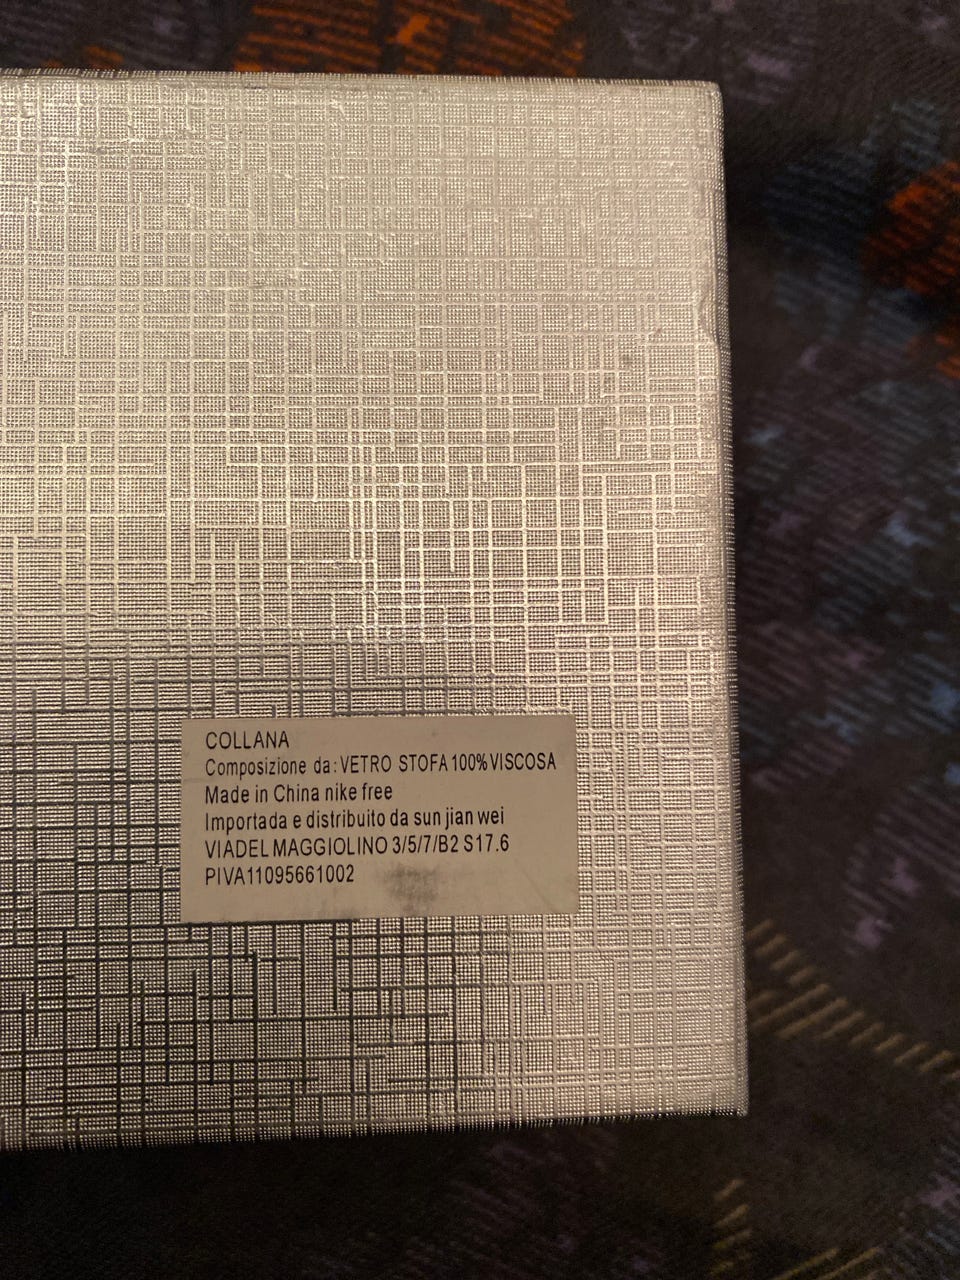 COLLANA
Composizione da: VETRO STOFA 100% VISCOSA
Made in China nike free
Importada e distribuito da sun jian wei
VIADEL MAGGIOLINO 3/5/7/B2 S17.6
PIVA11095661002